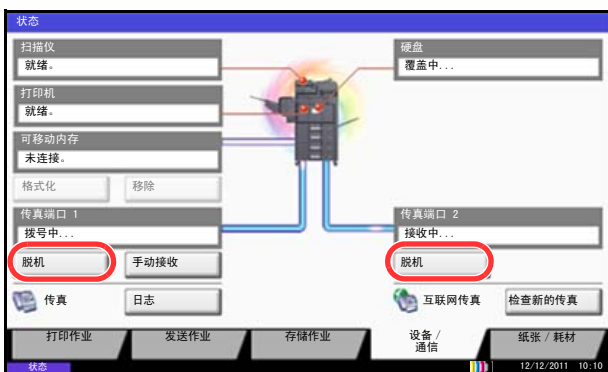 状态
扫描仪
就绪。
打印机
就绪。
可移动内存
未连接。
格式化 移除
传真端口 1
拨号中...
脱机 手动接收
传真 日志
硬盘
覆盖中...
传真端口 2
接收中...
脱机
互联网传真 检查新的传真
打印作业 发送作业 存储作业 设备 / 通信 纸张 / 耗材
状态 12/12/2011 10:10